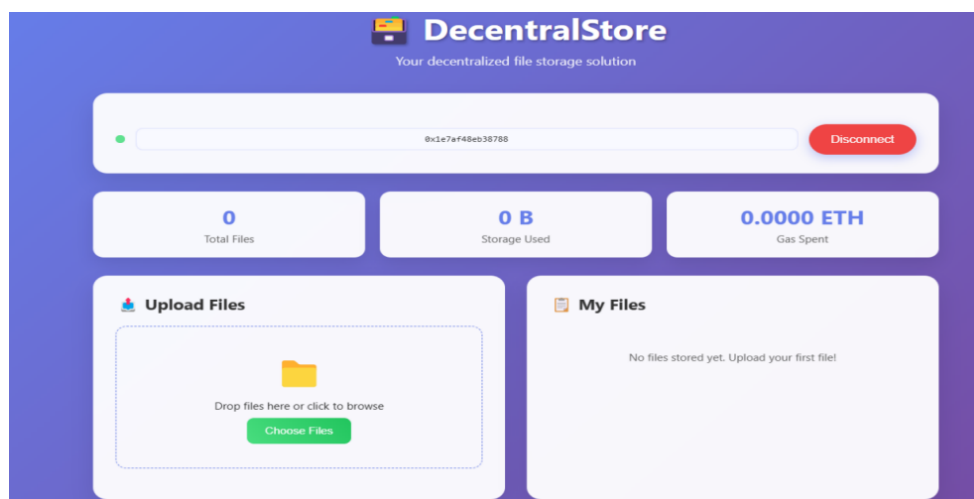 DecentralStore
Your decentralized file storage solution
0x1e7af48eb38788
Disconnect
0
Total Files
0 B
Storage Used
0.0000 ETH
Gas Spent
Upload Files
Drop files here or click to browse
Choose Files
My Files
No files stored yet. Upload your first file!